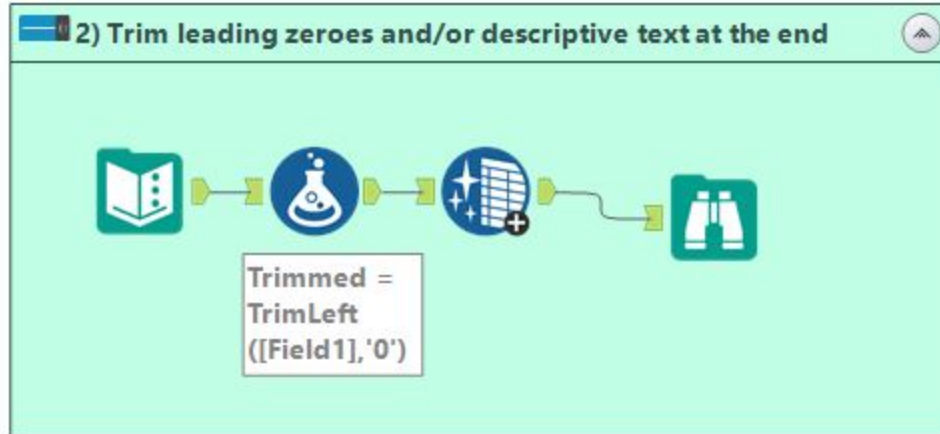 2) Trim leading zeroes and/or descriptive text at the end
Trimmed =
TrimLeft
([Field1],'0')